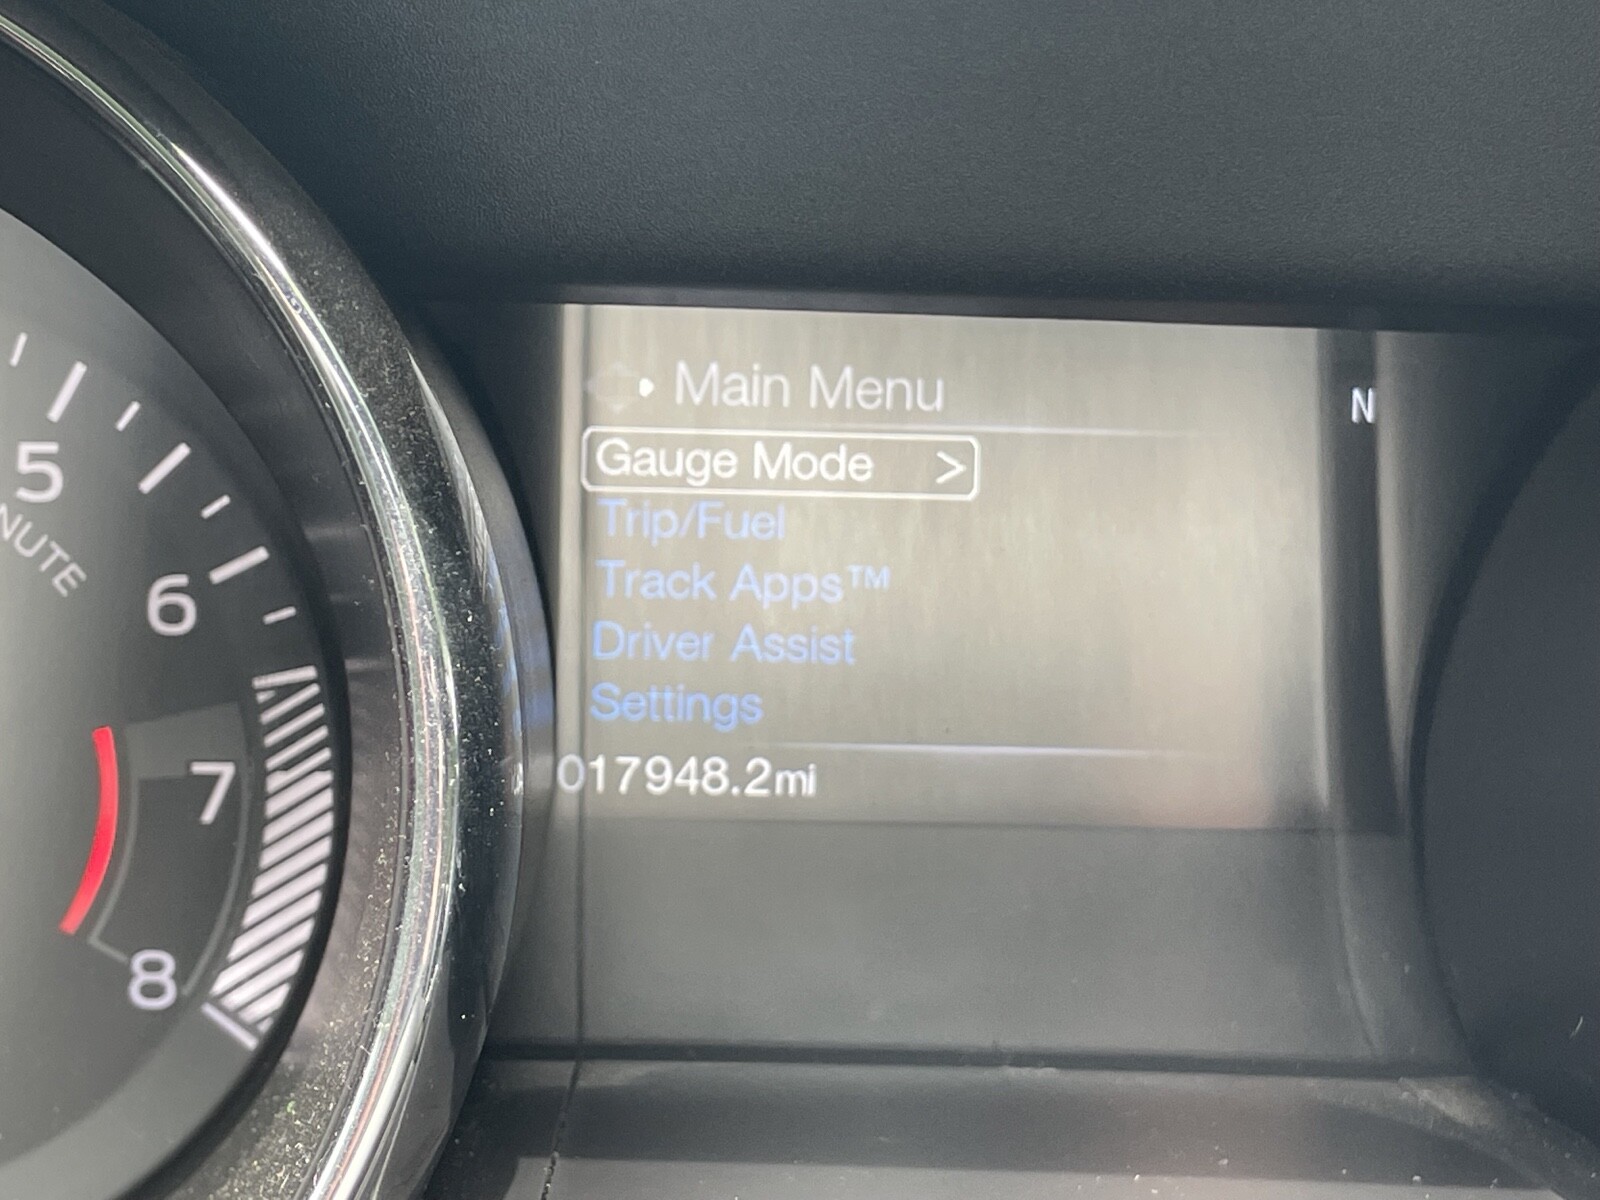 5
NUTE
6
7
8
Main Menu
N
Gauge Mode >
Trip/Fuel
Track Apps™
Driver Assist
Settings
017948.2mi